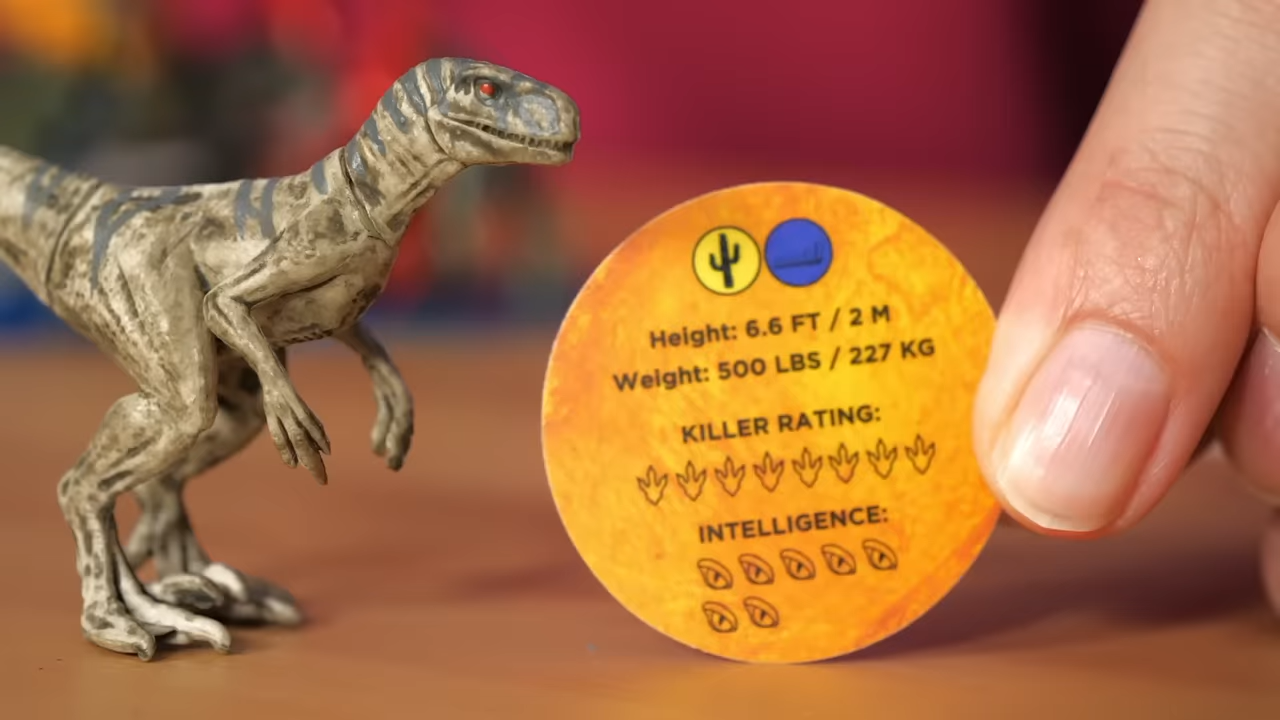 Height: 6.6 FT / 2 M
Weight: 500 LBS / 227 KG
KILLER RATING:
INTELLIGENCE: